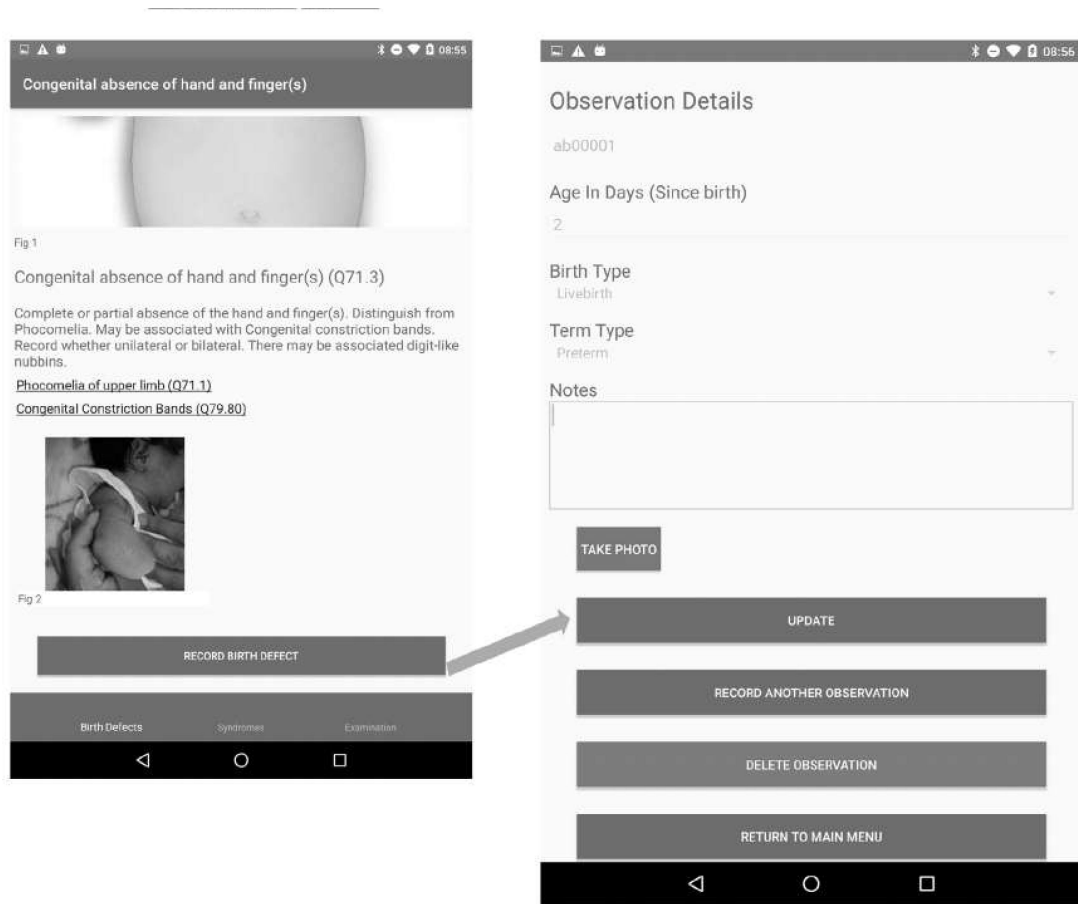 08:55
Congenital absence of hand and finger(s)
Fig 1
Congenital absence of hand and finger(s) (Q71.3)
Complete or partial absence of the hand and finger(s). Distinguish from
Phocomelia. May be associated with Congenital constriction bands.
Record whether unilateral or bilateral. There may be associated digit-like
nubbins.
Phocomelia of upper limb (Q71.1)
Congenital Constriction Bands (Q79.80)
Fig 2
RECORD BIRTH DEFECT
Birth Defects Syndromes Examination
08:56
Observation Details
ab00001
Age In Days (Since birth)
2
Birth Type
Livebirth
Term Type
Preterm
Notes
TAKE PHOTO
UPDATE
RECORD ANOTHER OBSERVATION
DELETE OBSERVATION
RETURN TO MAIN MENU